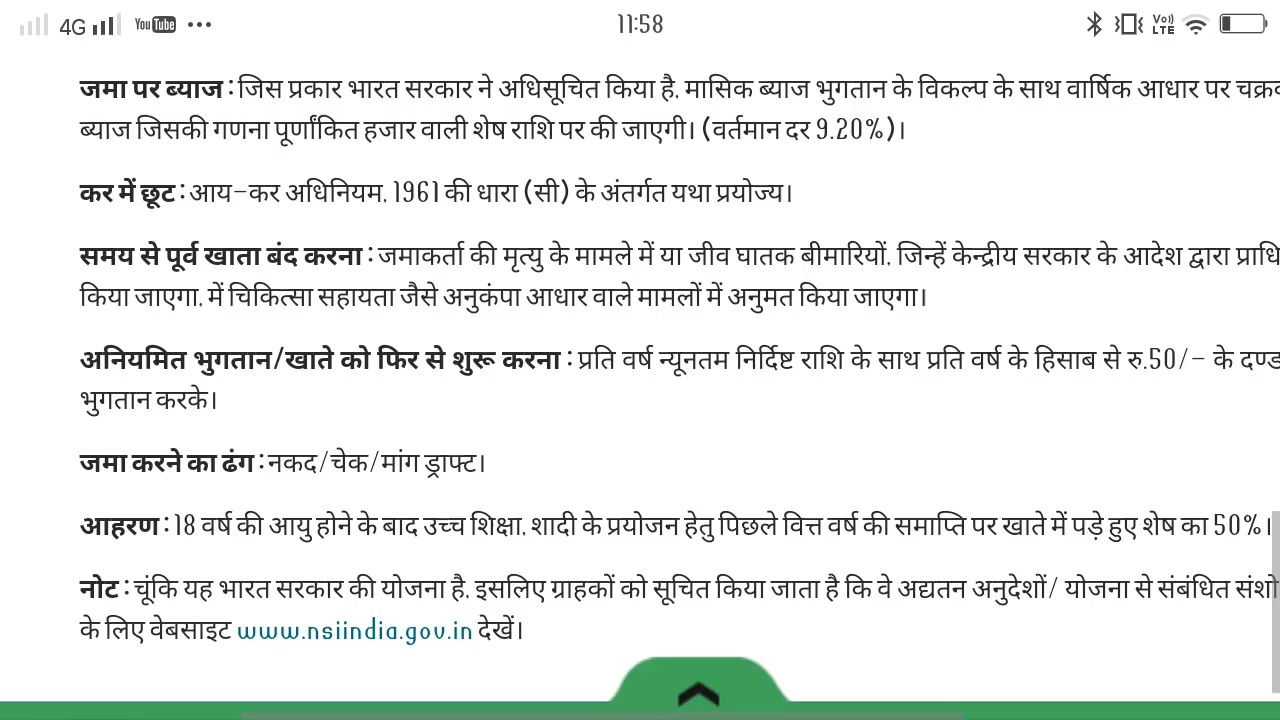 4G YouTube ••• 11:58 Vo)) LTE
जमा पर ब्याज : जिस प्रकार भारत सरकार ने अधिसूचित किया है, मासिक ब्याज भुगतान के विकल्प के साथ वार्षिक आधार पर
ब्याज जिसकी गणना पूर्णांकित हजार वाली शेष राशि पर की जाएगी। (वर्तमान दर 9.20%)।
कर में छूट : आय-कर अधिनियम, 1961 की धारा (सी) के अंतर्गत यथा प्रयोज्य।
समय से पूर्व खाता बंद करना : जमाकर्ता की मृत्यु के मामले में या जीव घातक बीमारियों, जिन्हें केन्द्रीय सरकार के आदेश द्वारा
किया जाएगा, में चिकित्सा सहायता जैसे अनुकंपा आधार वाले मामलों में अनुमत किया जाएगा।
अनियमित भुगतान/खाते को फिर से शुरू करना : प्रति वर्ष न्यूनतम निर्दिष्ट राशि के साथ प्रति वर्ष के हिसाब से रु.50/- के
भुगतान करके।
जमा करने का ढंग : नकद/चेक/मांग ड्राफ्ट।
आहरण : 18 वर्ष की आयु होने के बाद उच्च शिक्षा, शादी के प्रयोजन हेतु पिछले वित्त वर्ष की समाप्ति पर खाते में पड़े हुए शेष का 50%।
नोट : चूंकि यह भारत सरकार की योजना है, इसलिए ग्राहकों को सूचित किया जाता है कि वे अद्यतन अनुदेशों/ योजना से संबंधित
के लिए वेबसाइट www.nsiindia.gov.in देखें।